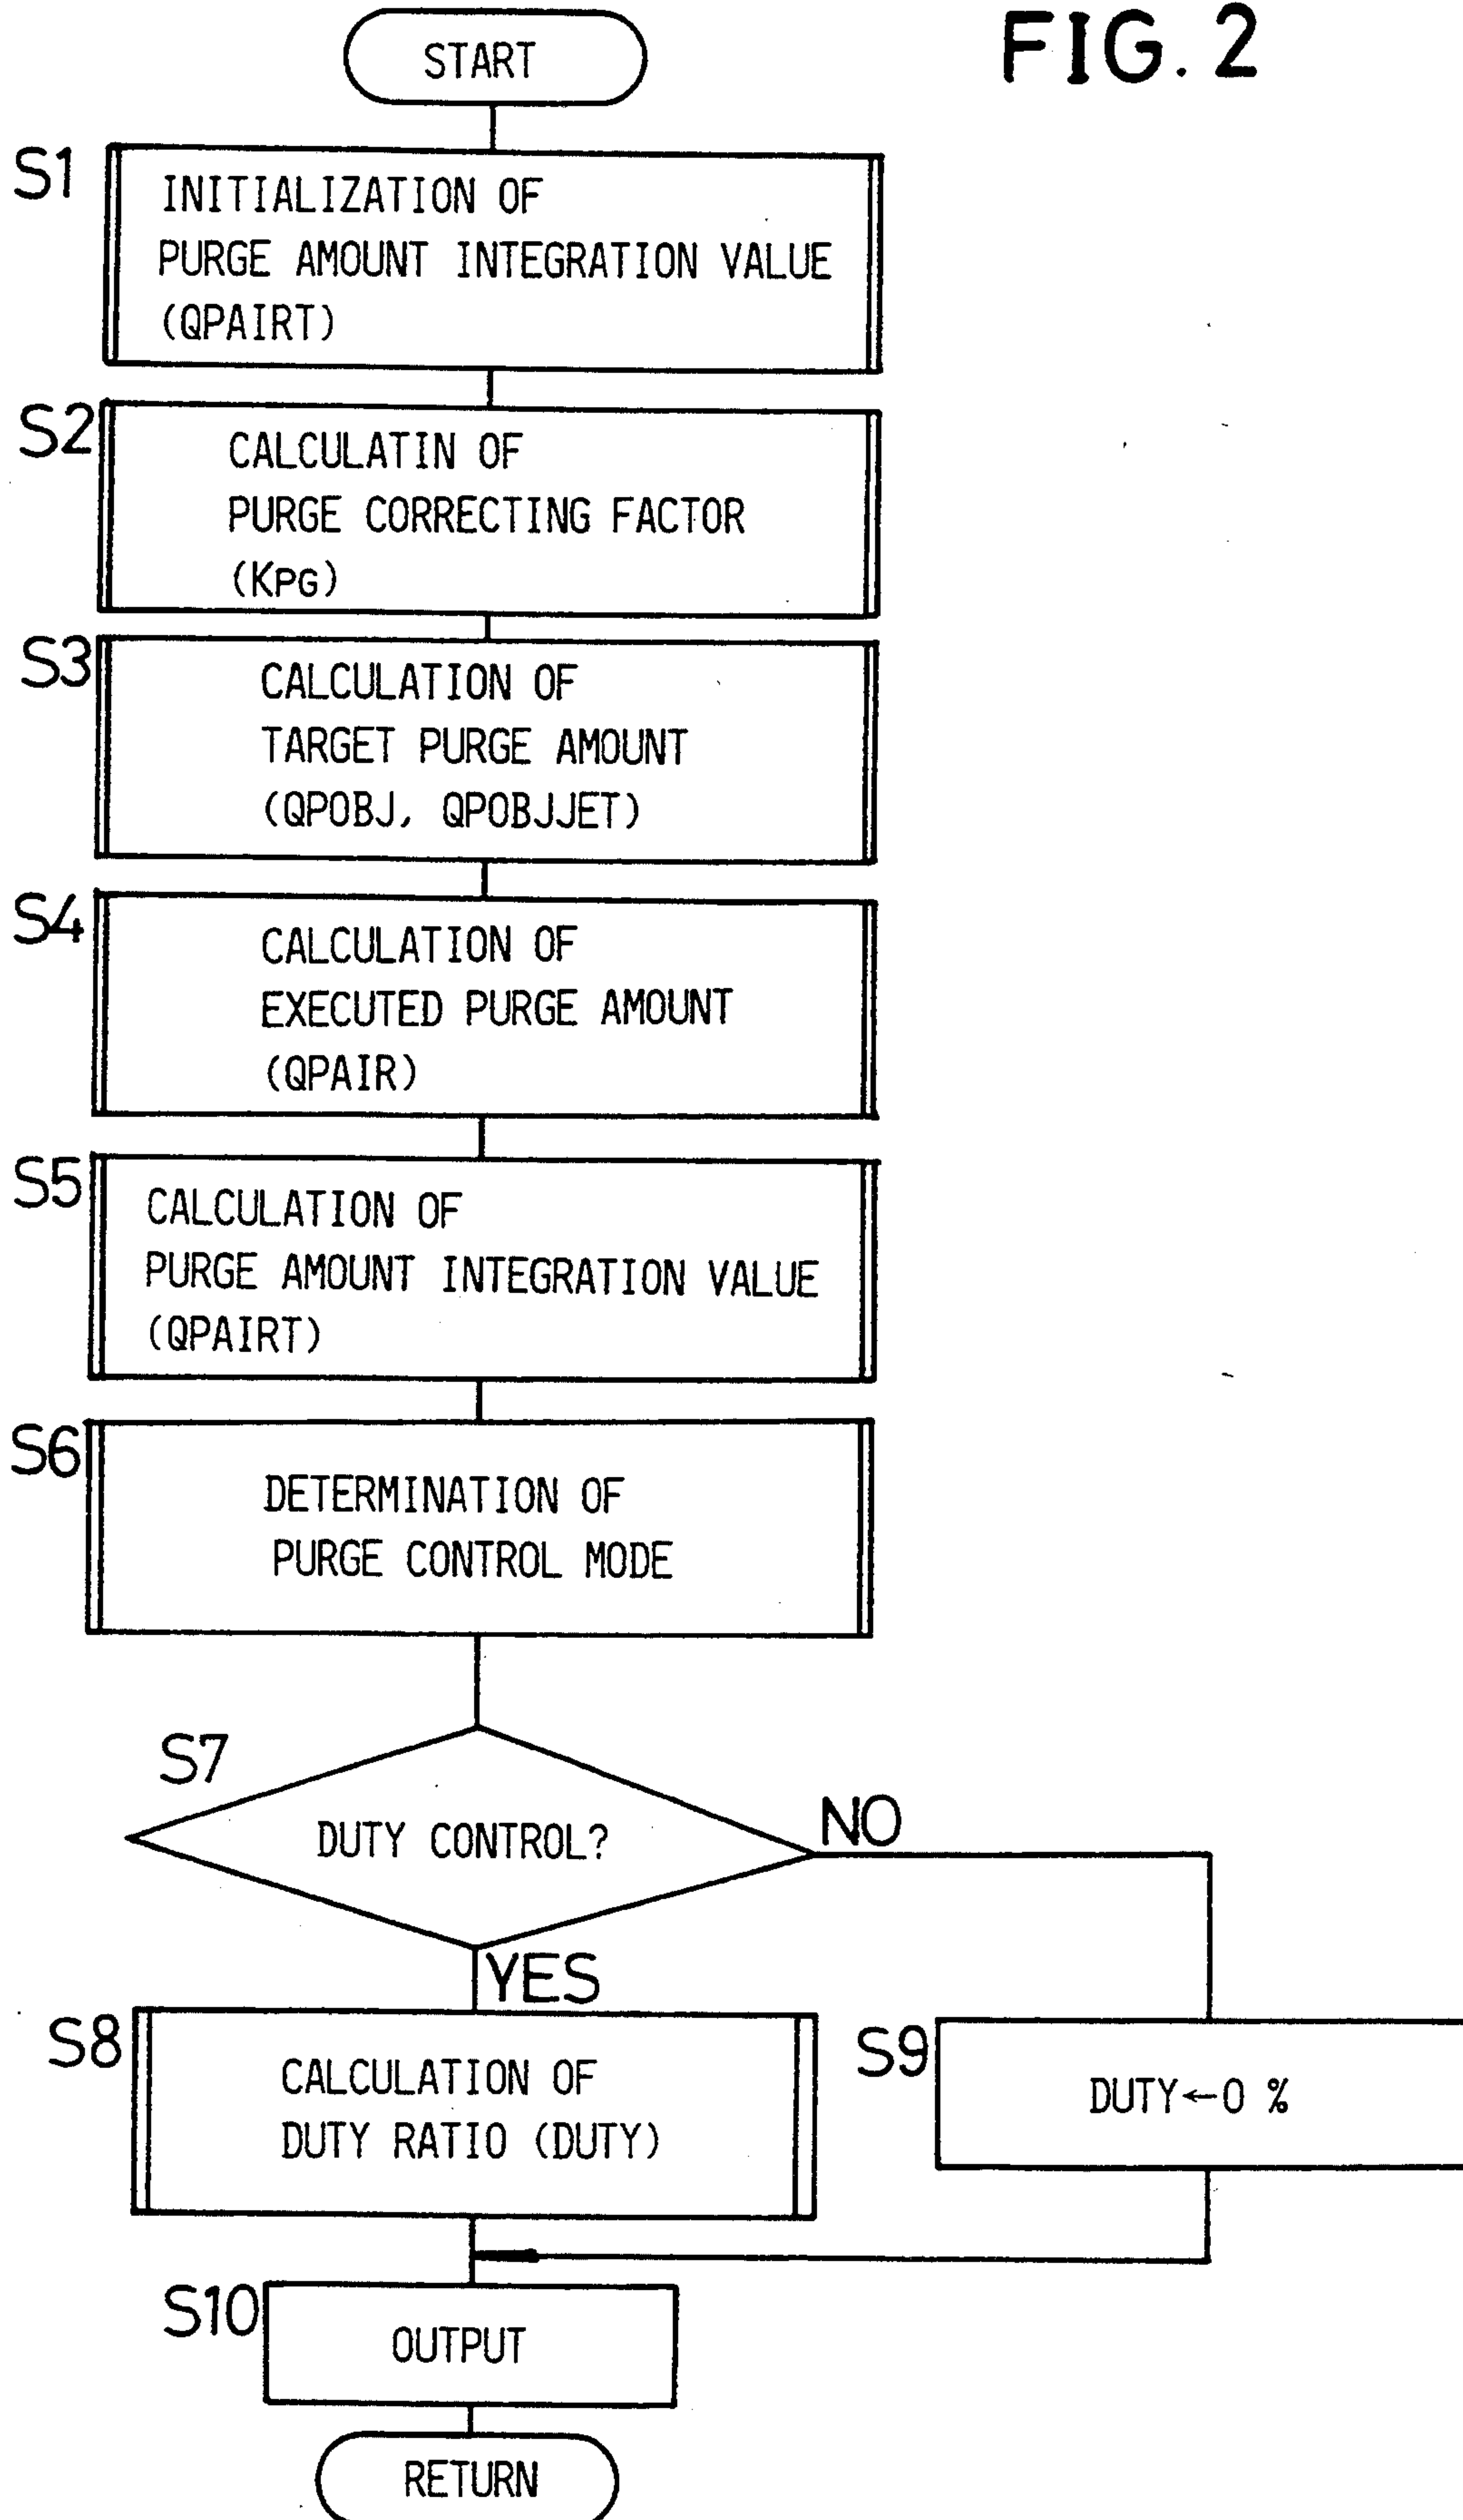 FIG. 2
START
S1
INITIALIZATION OF
PURGE AMOUNT INTEGRATION VALUE
(QPAIRT)
S2
CALCULATIN OF
PURGE CORRECTING FACTOR
(KPG)
S3
CALCULATION OF
TARGET PURGE AMOUNT
(QPOBJ, QPOBJJET)
S4
CALCULATION OF
EXECUTED PURGE AMOUNT
(QPAIR)
S5
CALCULATION OF
PURGE AMOUNT INTEGRATION VALUE
(QPAIRT)
S6
DETERMINATION OF
PURGE CONTROL MODE
S7
DUTY CONTROL?
NO
YES
S8
CALCULATION OF
DUTY RATIO (DUTY)
S9
DUTY←0 %
S10
OUTPUT
RETURN